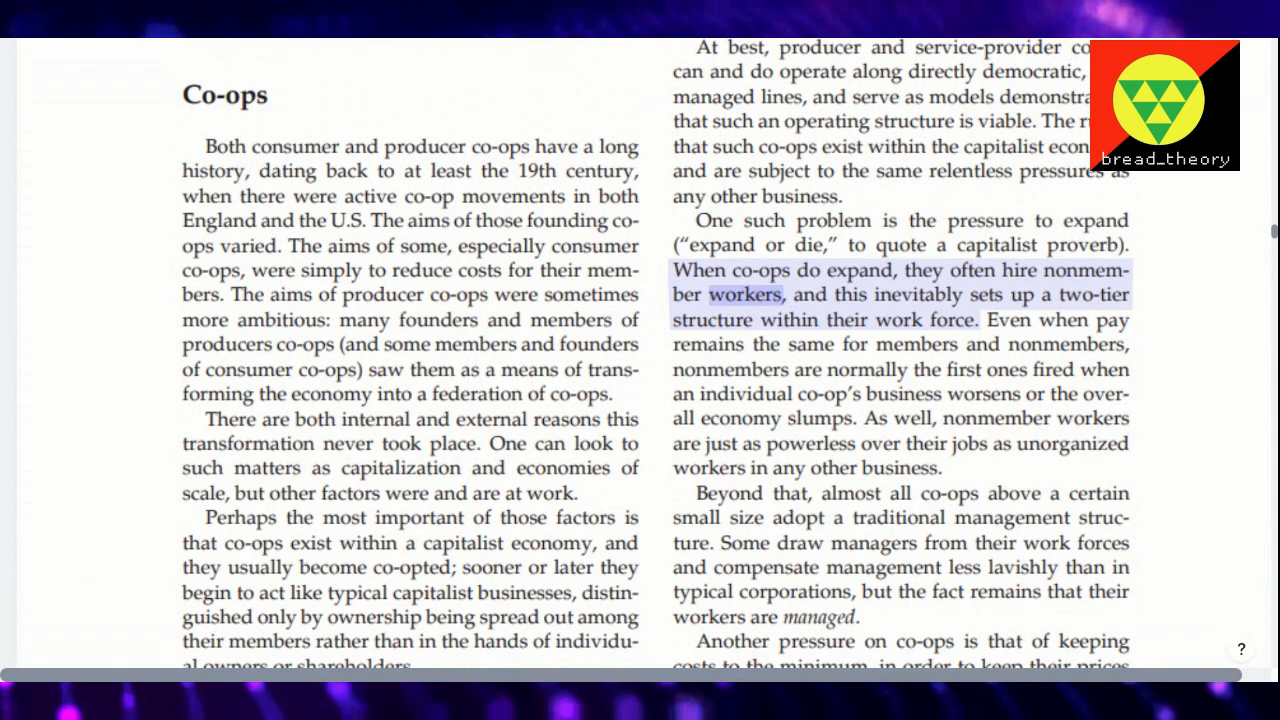 Co-ops
Both consumer and producer co-ops have a long
history, dating back to at least the 19th century,
when there were active co-op movements in both
England and the U.S. The aims of those founding co-
ops varied. The aims of some, especially consumer
co-ops, were simply to reduce costs for their mem-
bers. The aims of producer co-ops were sometimes
more ambitious: many founders and members of
producers co-ops (and some members and founders
of consumer co-ops) saw them as a means of trans-
forming the economy into a federation of co-ops.
There are both internal and external reasons this
transformation never took place. One can look to
such matters as capitalization and economies of
scale, but other factors were and are at work.
Perhaps the most important of those factors is
that co-ops exist within a capitalist economy, and
they usually become co-opted; sooner or later they
begin to act like typical capitalist businesses, distin-
guished only by ownership being spread out among
their members rather than in the hands of individu-
al owners or shareholders.
At best, producer and service-provider
can and do operate along directly democratic,
managed lines, and serve as models
that such an operating structure is viable. The
that such co-ops exist within the capitalist
and are subject to the same relentless pressures as
any other business.
One such problem is the pressure to expand
(“expand or die,” to quote a capitalist proverb).
When co-ops do expand, they often hire nonmem-
ber workers, and this inevitably sets up a two-tier
structure within their work force. Even when pay
remains the same for members and nonmembers,
nonmembers are normally the first ones fired when
an individual co-op’s business worsens or the over-
all economy slumps. As well, nonmember workers
are just as powerless over their jobs as unorganized
workers in any other business.
Beyond that, almost all co-ops above a certain
small size adopt a traditional management struc-
ture. Some draw managers from their work forces
and compensate management less lavishly than in
typical corporations, but the fact remains that their
workers are managed.
Another pressure on co-ops is that of keeping
costs to the minimum, in order to keep their prices
bread_theory
?